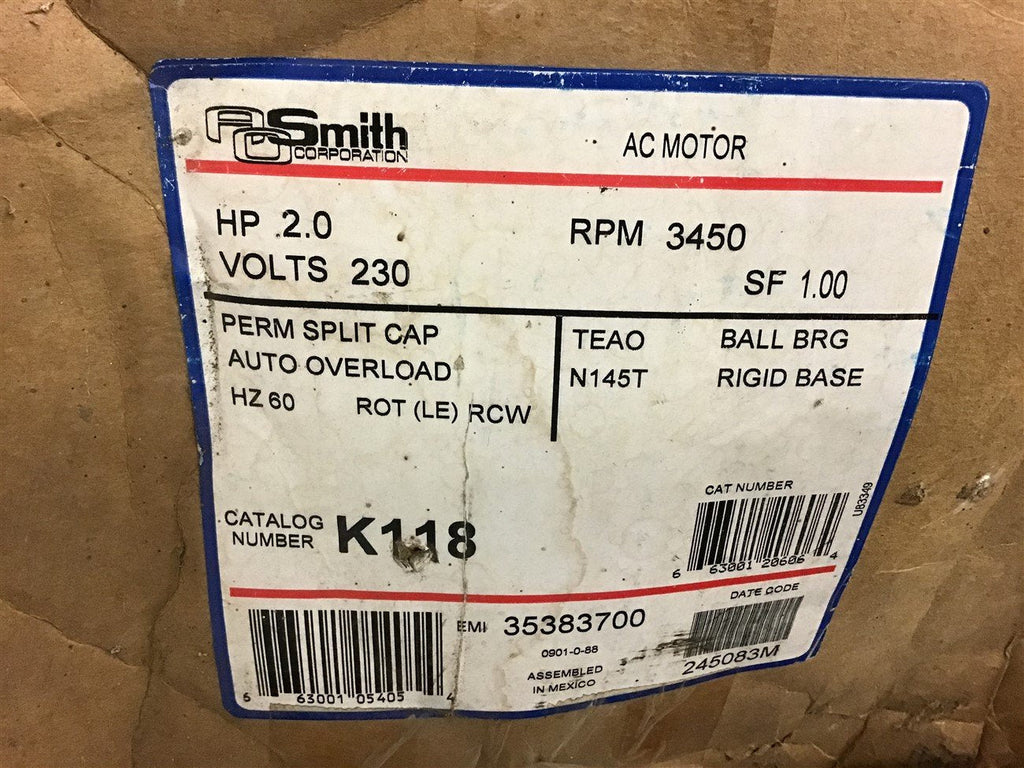 AOSmith
CORPORATION
AC MOTOR
HP 2.0
RPM 3450
VOLTS 230
SF 1.00
PERM SPLIT CAP
AUTO OVERLOAD
HZ 60 ROT (LE) RCW
TEAO BALL BRG
N145T RIGID BASE
CAT NUMBER
U83349
6 63001 20606 4
CATALOG
NUMBER
K118
DATE CODE
245083M
EMI 35383700
0901-0-88
ASSEMBLED
IN MEXICO
6 63001 05405 4